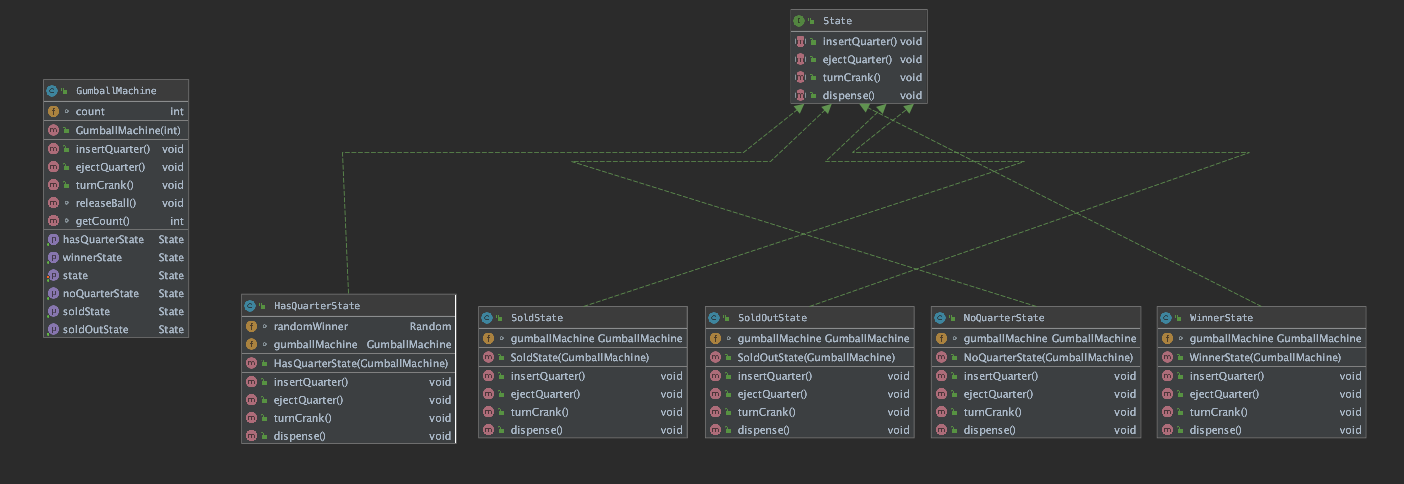 State
insertQuarter() void
ejectQuarter() void
turnCrank() void
dispense() void
GumballMachine
count int
GumballMachine(int)
insertQuarter() void
ejectQuarter() void
turnCrank() void
releaseBall() void
getCount() int
hasQuarterState State
winnerState State
state State
noQuarterState State
soldState State
soldOutState State
HasQuarterState
randomWinner Random
gumballMachine GumballMachine
HasQuarterState(GumballMachine)
insertQuarter() void
ejectQuarter() void
turnCrank() void
dispense() void
SoldState
gumballMachine GumballMachine
SoldState(GumballMachine)
insertQuarter() void
ejectQuarter() void
turnCrank() void
dispense() void
SoldOutState
gumballMachine GumballMachine
SoldOutState(GumballMachine)
insertQuarter() void
ejectQuarter() void
turnCrank() void
dispense() void
NoQuarterState
gumballMachine GumballMachine
NoQuarterState(GumballMachine)
insertQuarter() void
ejectQuarter() void
turnCrank() void
dispense() void
WinnerState
gumballMachine GumballMachine
WinnerState(GumballMachine)
insertQuarter() void
ejectQuarter() void
turnCrank() void
dispense() void